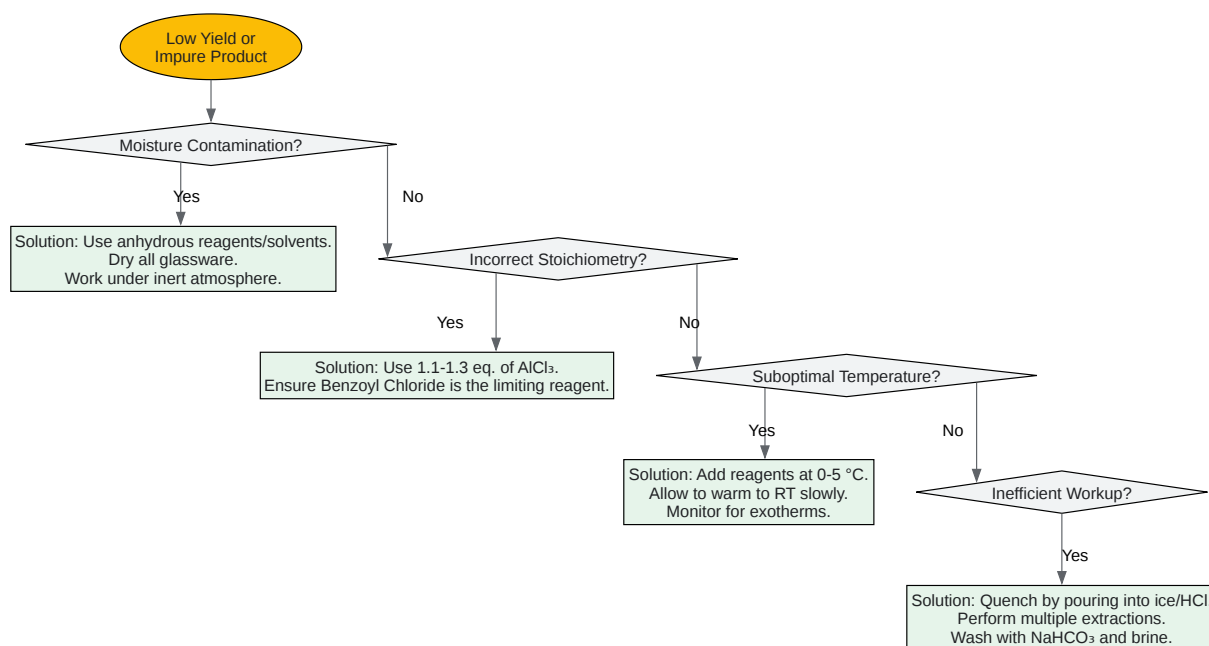 Low Yield or
Impure Product
Moisture Contamination?
Yes
No
Solution: Use anhydrous reagents/solvents.
Dry all glassware.
Work under inert atmosphere.
Incorrect Stoichiometry?
Yes
No
Solution: Use 1.1-1.3 eq. of AlCl₃.
Ensure Benzoyl Chloride is the limiting reagent.
Suboptimal Temperature?
Yes
No
Solution: Add reagents at 0-5 °C.
Allow to warm to RT slowly.
Monitor for exotherms.
Inefficient Workup?
Yes
Solution: Quench by pouring into ice/HCl.
Perform multiple extractions.
Wash with NaHCO₃ and brine.